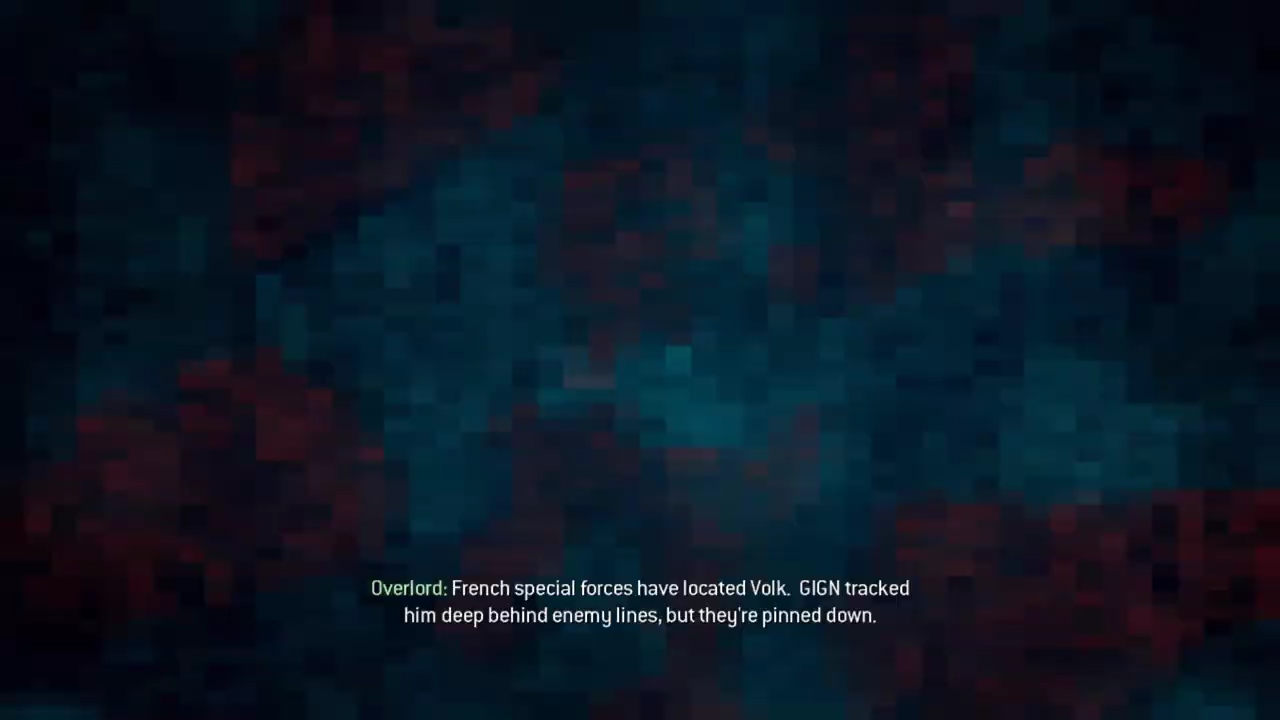 Overlord: French special forces have located Volk.  GIGN tracked
him deep behind enemy lines, but they're pinned down.